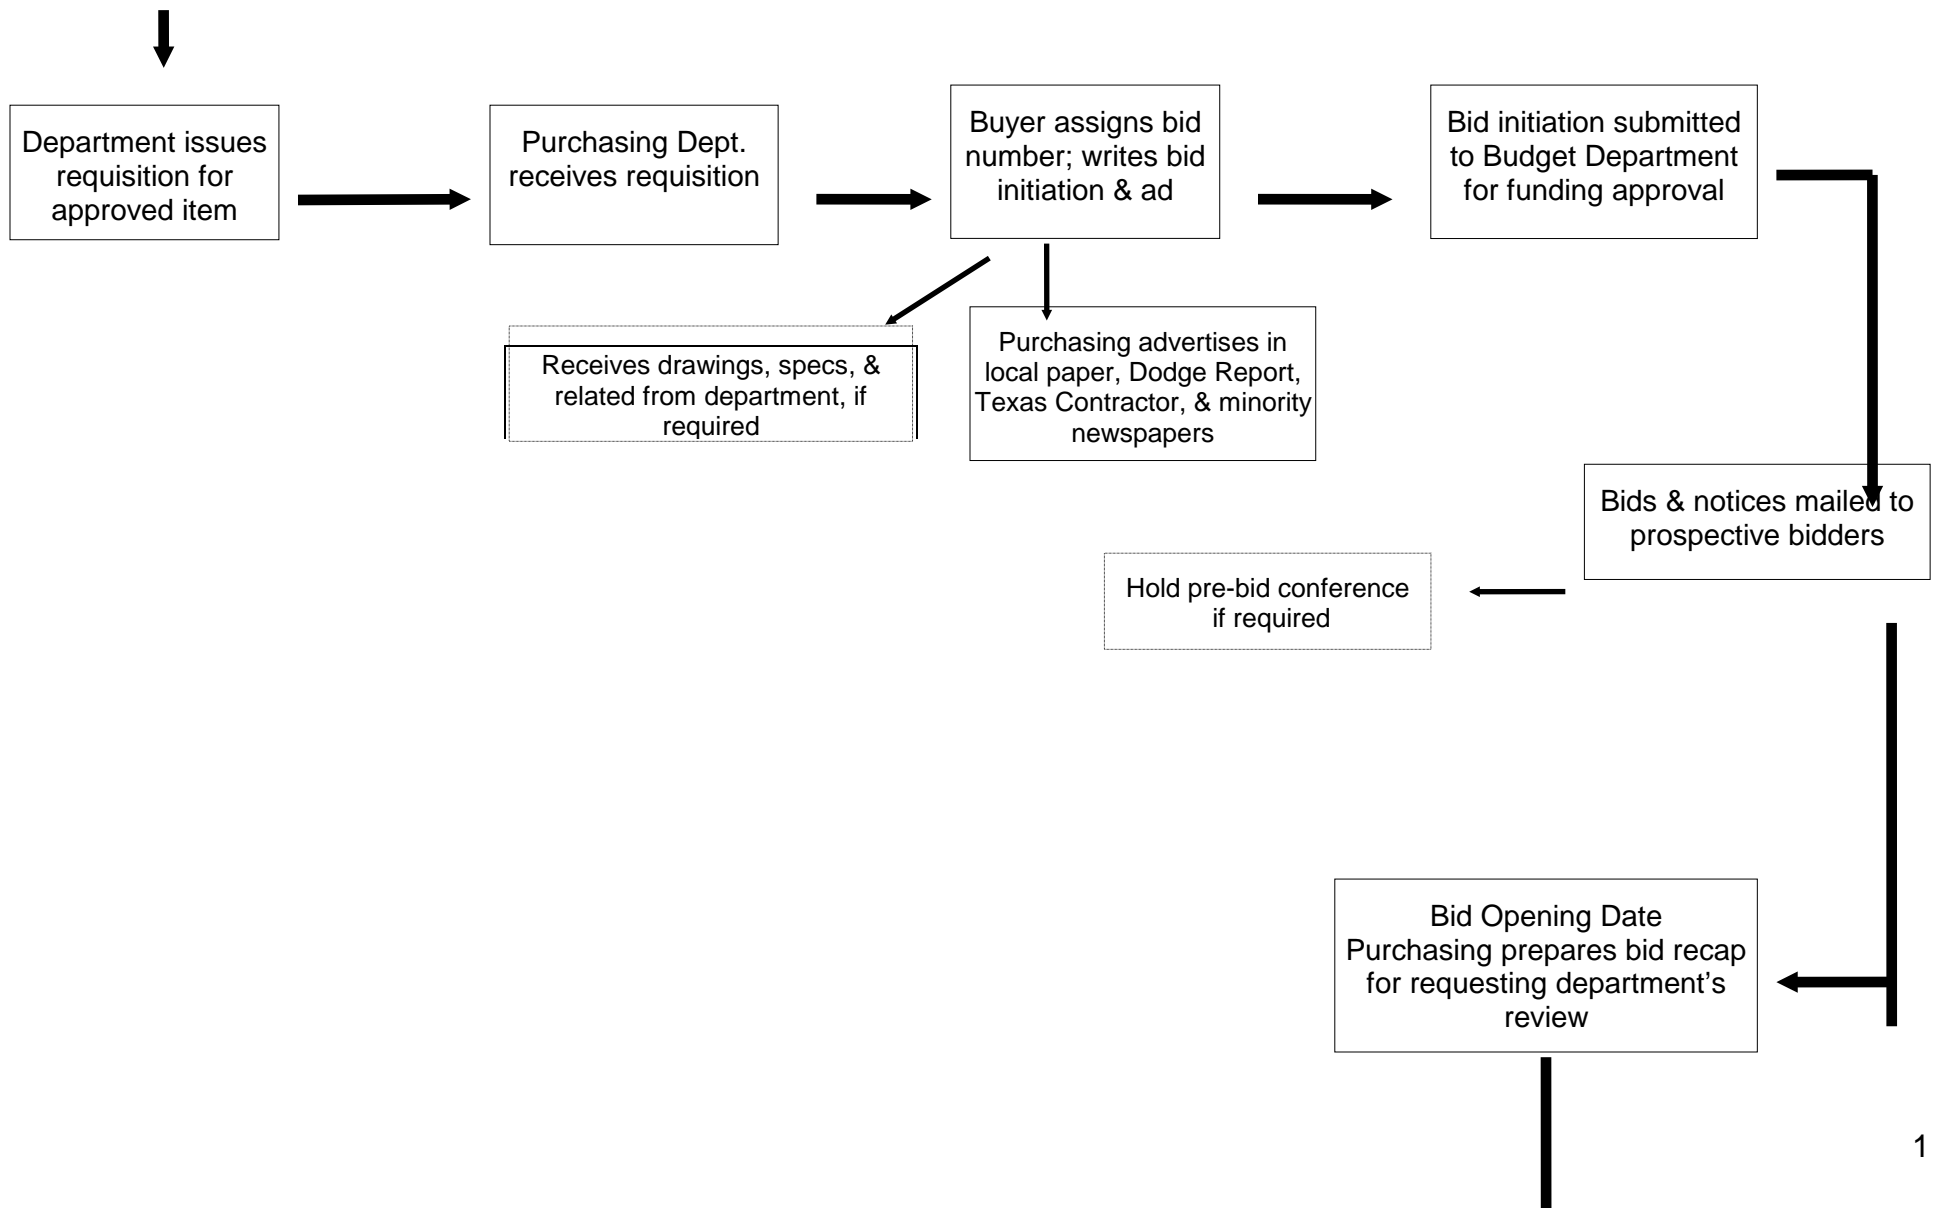 Department issues
requisition for
approved item
Purchasing Dept.
receives requisition
Buyer assigns bid
number; writes bid
initiation & ad
Bid initiation submitted
to Budget Department
for funding approval
Receives drawings, specs, &
related from department, if
required
Purchasing advertises in
local paper, Dodge Report,
Texas Contractor, & minority
newspapers
Bids & notices mailed to
prospective bidders
Hold pre-bid conference
if required
Bid Opening Date
Purchasing prepares bid recap
for requesting department’s
review
1